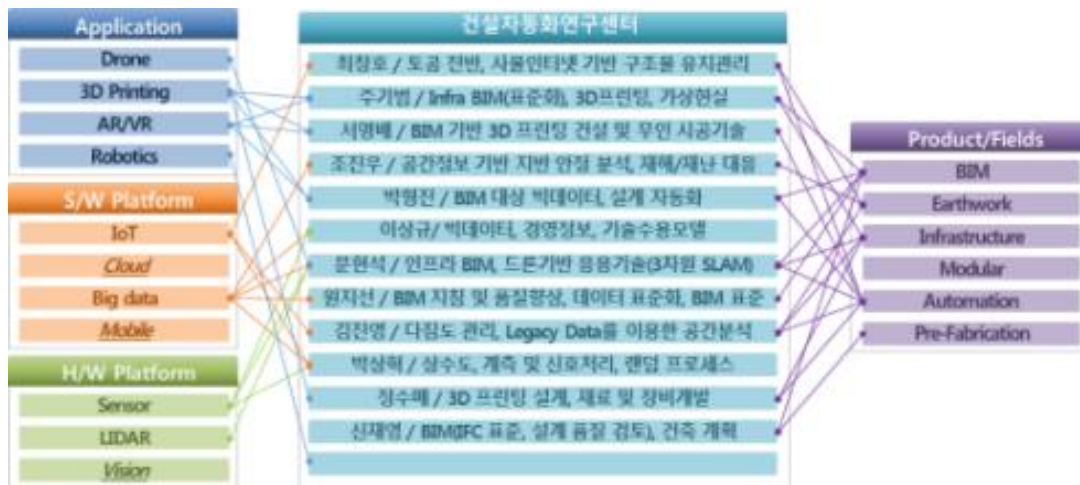 Application
Drone
3D Printing
AR/VR
Robotics
S/W Platform
IoT
Cloud
Big data
Mobile
H/W Platform
Sensor
LIDAR
Vision
건설자동화연구센터
최창호 / 토공 전반, 사물인터넷 기반 구조물 유지관리
주기범 / Infra BIM(표준화), 3D프린팅, 가상현실
서명배 / BIM 기반 3D 프린팅 건설 및 무인 시공기술
조진우 / 공간정보 기반 지반 안정 분석, 재해/재난 대응
박형진 / BIM 대상 빅데이터, 설계 자동화
이상규/ 빅데이터, 경영정보, 기술수용모델
문현석 / 인프라 BIM, 드론기반 응용기술(3차원 SLAM)
원지선 / BIM 지침 및 품질향상, 데이터 표준화, BIM 표준
김진영 / 다짐도 관리, Legacy Data를 이용한 공간분석
박상혁 / 상수도, 계측 및 신호처리, 랜덤 프로세스
/ 3D 프린팅 설계, 재료 및 장비개발
신재영 / BIM(IFC 표준, 설계 품질 검토), 건축 계획
Product/Fields
BIM
Earthwork
Infrastructure
Modular
Automation
Pre-Fabrication